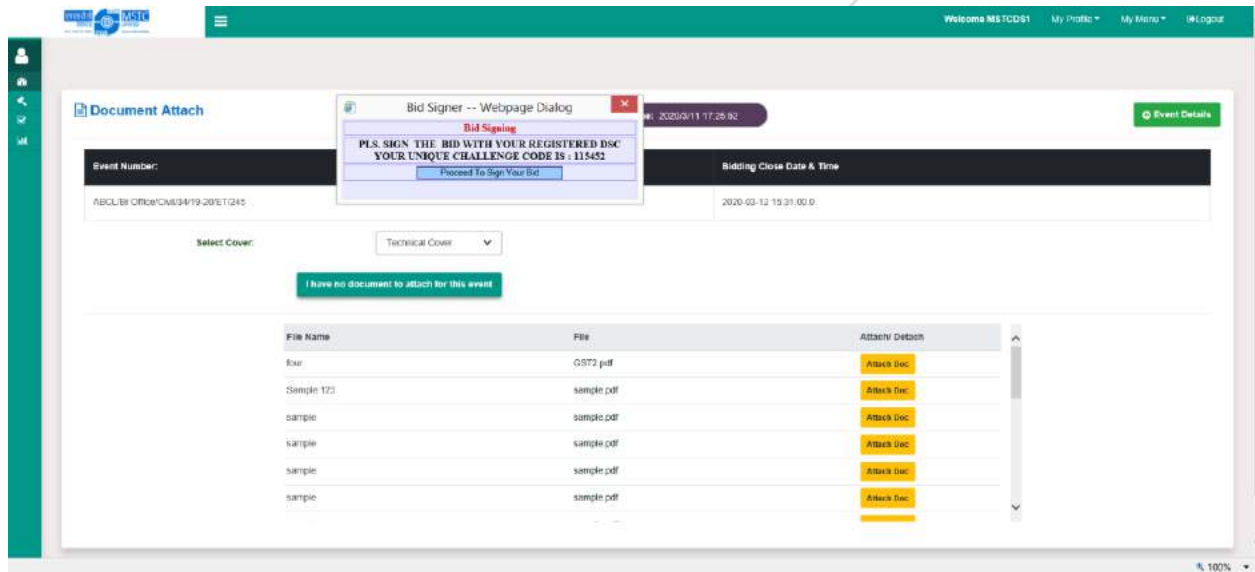 MSTC
Welcome MSTCDS1 My Profile My Menu Logout
Document Attach
Bid Signer -- Webpage Dialog
2020/3/11 17:26:52
Event Details
Bid Signing
PLS. SIGN THE BID WITH YOUR REGISTERED DSC
YOUR UNIQUE CHALLENGE CODE IS : 115452
Proceed To Sign Your Bid
Event Number:
Bidding Close Date & Time
ABCL/Br Office/Civil/34/19-20/ET/245
2020-03-12 15:31:00.0
Select Cover:
Technical Cover
I have no document to attach for this event
File Name File Attach/ Detach
four GST2.pdf Attach Doc
Sample 123 sample.pdf Attach Doc
sample sample.pdf Attach Doc
sample sample.pdf Attach Doc
sample sample.pdf Attach Doc
sample sample.pdf Attach Doc
100%